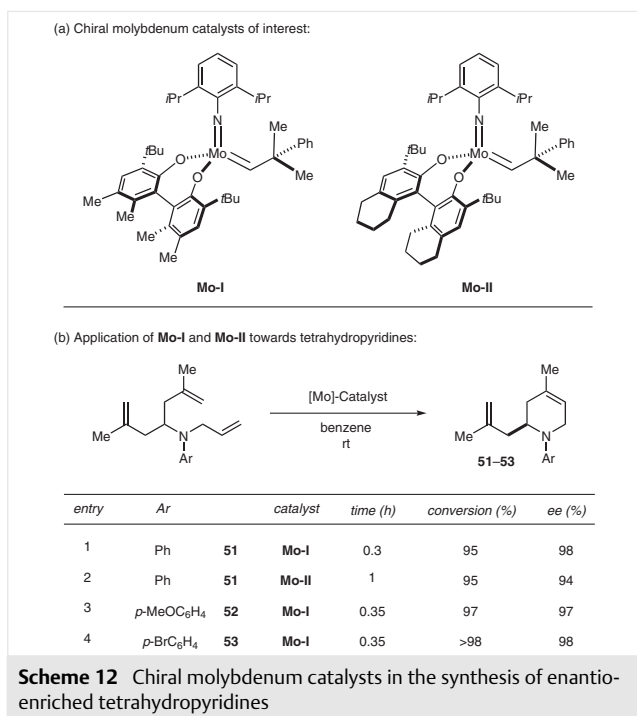 (a) Chiral molybdenum catalysts of interest:
iPr
iPr
N
Me
Ph
tBu
O
Mo
Me
O
Me
tBu
Me
Me
Me
Mo-I
iPr
iPr
N
Me
Ph
tBu
O
Mo
Me
O
tBu
Mo-II
(b) Application of Mo-I and Mo-II towards tetrahydropyridines:
Me
Me
N
Ar
[Mo]-Catalyst
benzene
rt
Me
Me
N
Ar
51–53
entry Ar catalyst time (h) conversion (%) ee (%)
1 Ph 51 Mo-I 0.3 95 98
2 Ph 51 Mo-II 1 95 94
3 p-MeOC6H4 52 Mo-I 0.35 97 97
4 p-BrC6H4 53 Mo-I 0.35 >98 98
Scheme 12 Chiral molybdenum catalysts in the synthesis of enantio-
enriched tetrahydropyridines